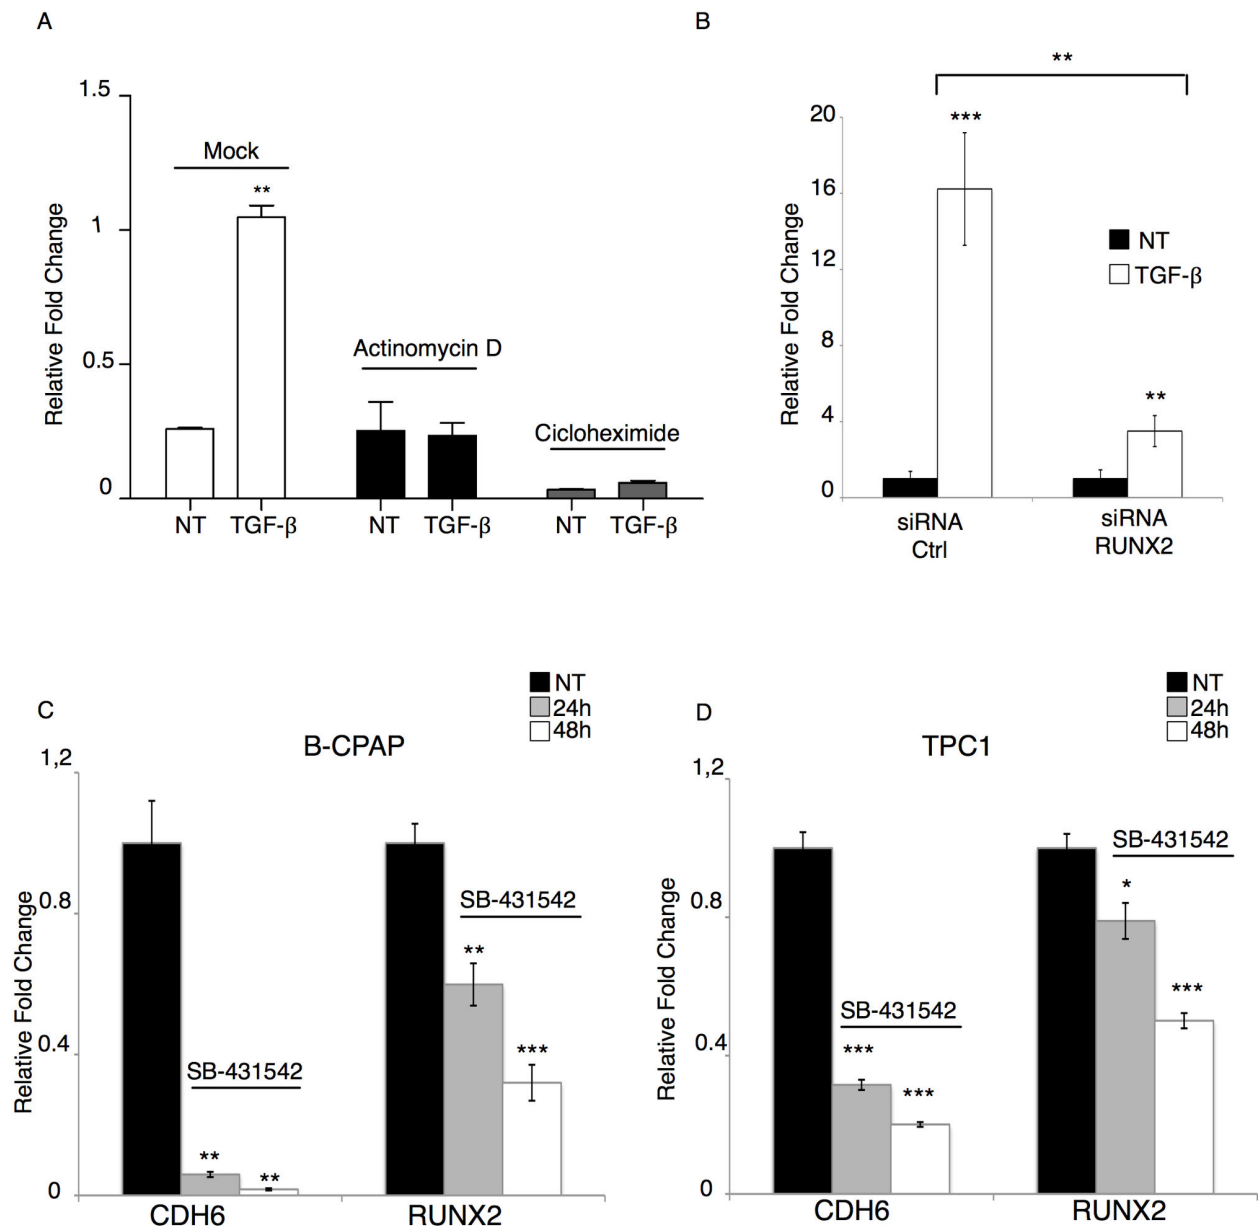 A
Relative Fold Change
1.5
1
0.5
0
Mock
**
Actinomycin D
Cicloheximide
NT TGF-β NT TGF-β NT TGF-β
B
**
Relative Fold Change
20
16
12
8
4
0
***
**
NT
TGF-β
siRNA
Ctrl
siRNA
RUNX2
C
NT
24h
48h
B-CPAP
Relative Fold Change
1,2
0.8
0.4
0
SB-431542
**
**
SB-431542
**
***
CDH6 RUNX2
D
NT
24h
48h
TPC1
Relative Fold Change
1,2
0.8
0.4
0
SB-431542
***
***
SB-431542
*
***
CDH6 RUNX2